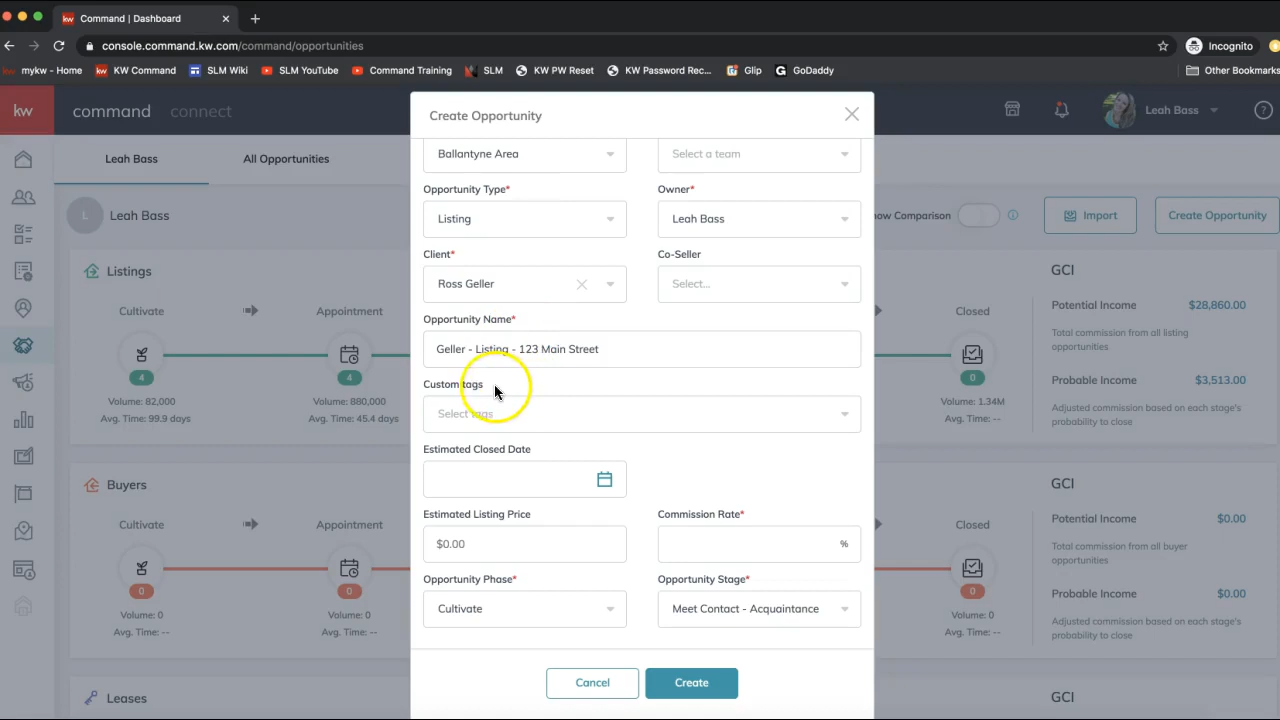 kw Command | Dashboard
console.command.kw.com/command/opportunities
Incognito
mykw - Home
KW Command
SLM Wiki
SLM YouTube
Command Training
SLM
KW PW Reset
KW Password Rec...
Glip
GoDaddy
Other Bookmarks
kw
command connect
Leah Bass
Leah Bass
All Opportunities
L Leah Bass
how Comparison
Import
Create Opportunity
Listings
Cultivate
Appointment
4
4
Volume: 82,000
Volume: 880,000
Avg. Time: 99.9 days
Avg. Time: 45.4 days
Closed
0
Volume: 1.34M
Avg. Time: --
GCI
Potential Income $28,860.00
Total commission from all listing
opportunities
Probable Income $3,513.00
Adjusted commission based on each stage's
probability to close
Buyers
Cultivate
Appointment
0
0
Volume: 0
Volume: 0
Avg. Time: --
Avg. Time: --
Closed
0
Volume: 0
Avg. Time: --
GCI
Potential Income $0.00
Total commission from all buyer
opportunities
Probable Income $0.00
Adjusted commission based on each stage's
probability to close
Leases
GCI
Create Opportunity
Ballantyne Area
Select a team
Opportunity Type*
Owner*
Listing
Leah Bass
Client*
Co-Seller
Ross Geller
Select...
Opportunity Name*
Geller - Listing - 123 Main Street
Custom tags
Select tags
Estimated Closed Date
Estimated Listing Price
Commission Rate*
$0.00
%
Opportunity Phase*
Opportunity Stage*
Cultivate
Meet Contact - Acquaintance
Cancel
Create